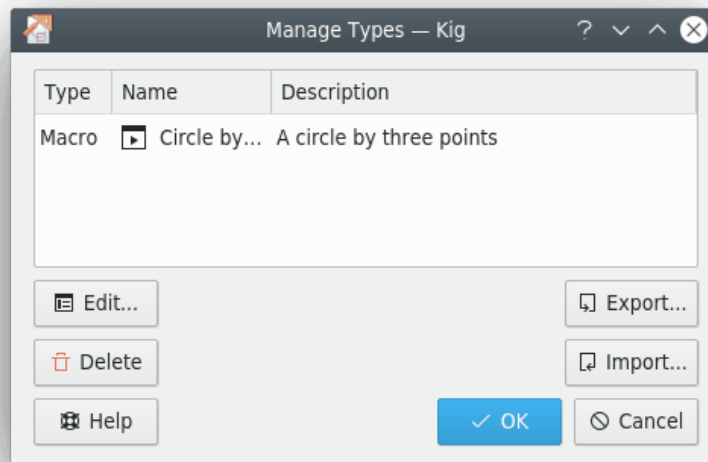 Manage Types — Kig
Type Name Description
Macro Circle by... A circle by three points
Edit... Export...
Delete Import...
Help OK Cancel